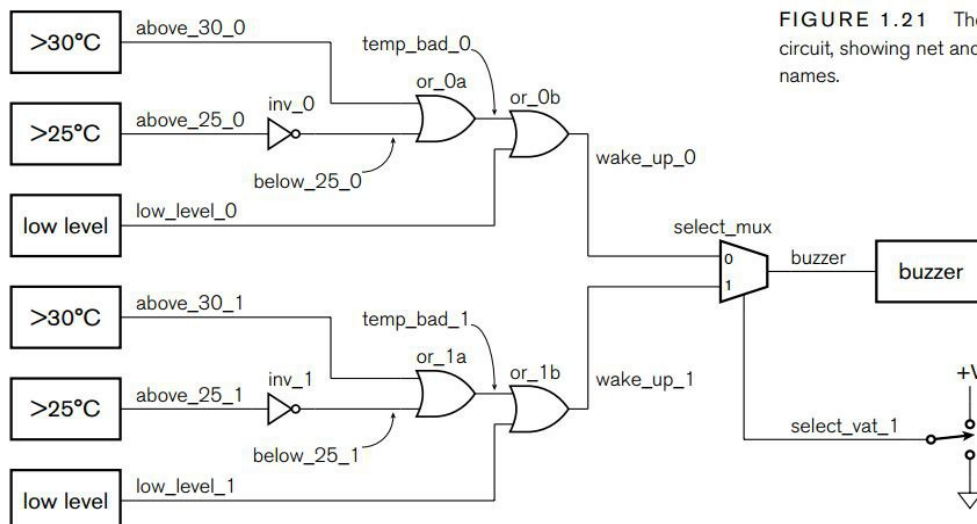 FIGURE 1.21 The
circuit, showing net and
names.
>30°C
above_30_0
temp_bad_0
or_0a
or_0b
>25°C
above_25_0
inv_0
below_25_0
wake_up_0
low level
low_level_0
select_mux
0
1
buzzer
buzzer
>30°C
above_30_1
temp_bad_1
or_1a
or_1b
>25°C
above_25_1
inv_1
below_25_1
wake_up_1
+V
select_vat_1
low level
low_level_1